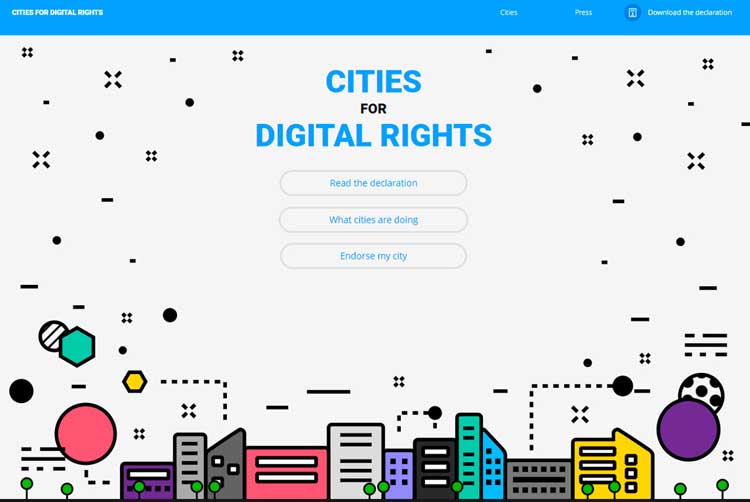 CITIES FOR DIGITAL RIGHTS
Cities
Press
Download the declaration
CITIES
FOR
DIGITAL RIGHTS
Read the declaration
What cities are doing
Endorse my city